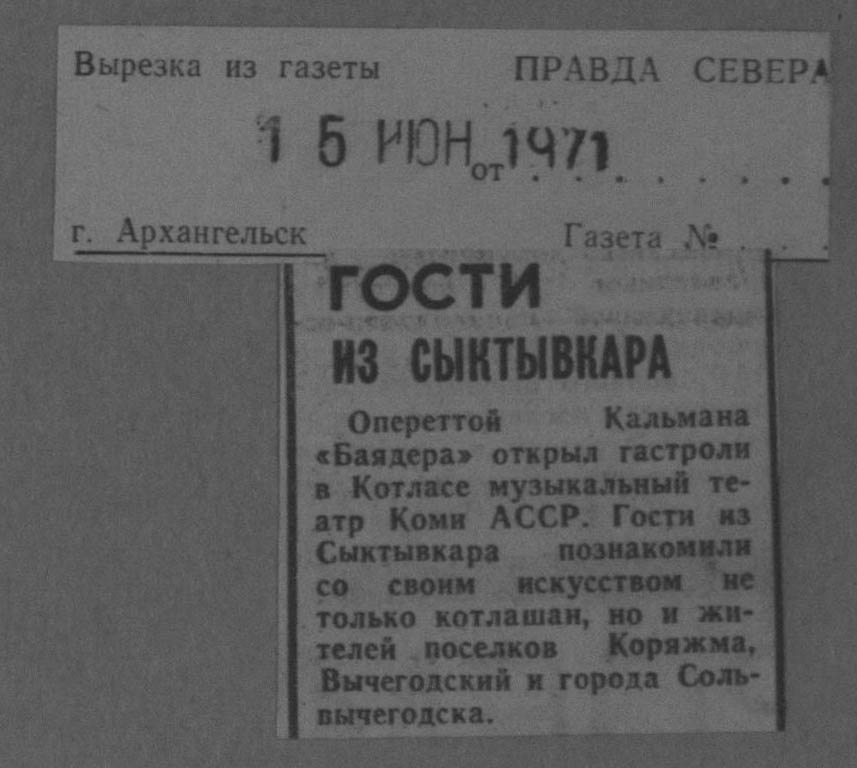 Вырезка из газеты ПРАВДА СЕВЕРА
15 ИЮН 1971
от . . . . . . . .
г. Архангельск Газета № . . .
ГОСТИ
ИЗ СЫКТЫВКАРА
Опереттой Кальмана
«Баядера» открыл гастроли
в Котласе музыкальный те-
атр Коми АССР. Гости из
Сыктывкара познакомили
со своим искусством не
только котлашан, но и жи-
телей поселков Коряжма,
Вычегодский и города Соль-
вычегодска.